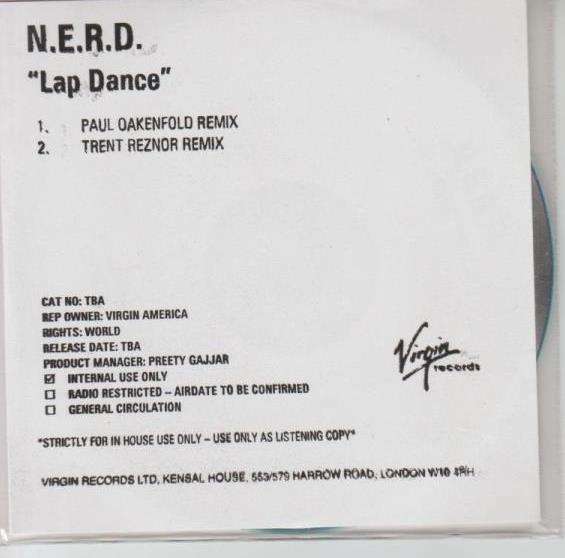 N.E.R.D.
“Lap Dance”
1. PAUL OAKENFOLD REMIX
2. TRENT REZNOR REMIX
CAT NO: TBA
REP OWNER: VIRGIN AMERICA
RIGHTS: WORLD
RELEASE DATE: TBA
PRODUCT MANAGER: PREETY GAJJAR
☑ INTERNAL USE ONLY
☐ RADIO RESTRICTED – AIRDATE TO BE CONFIRMED
☐ GENERAL CIRCULATION
Virgin
records
*STRICTLY FOR IN HOUSE USE ONLY – USE ONLY AS LISTENING COPY*
VIRGIN RECORDS LTD, KENSAL HOUSE, 553/579 HARROW ROAD, LONDON W10 4RH